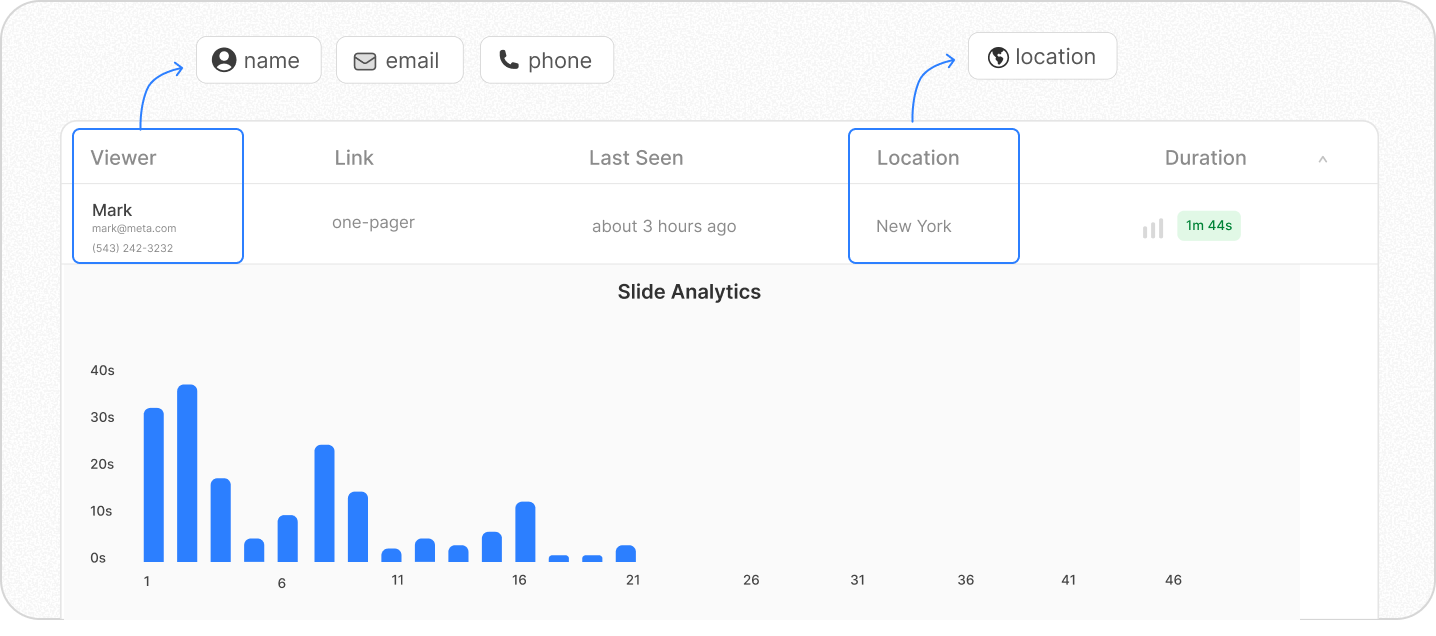 name email phone location
Viewer Link Last Seen Location Duration
Mark
mark@meta.com
(543) 242-3232
one-pager
about 3 hours ago
New York
1m 44s
Slide Analytics
40s
30s
20s
10s
0s
1 6 11 16 21 26 31 36 41 46